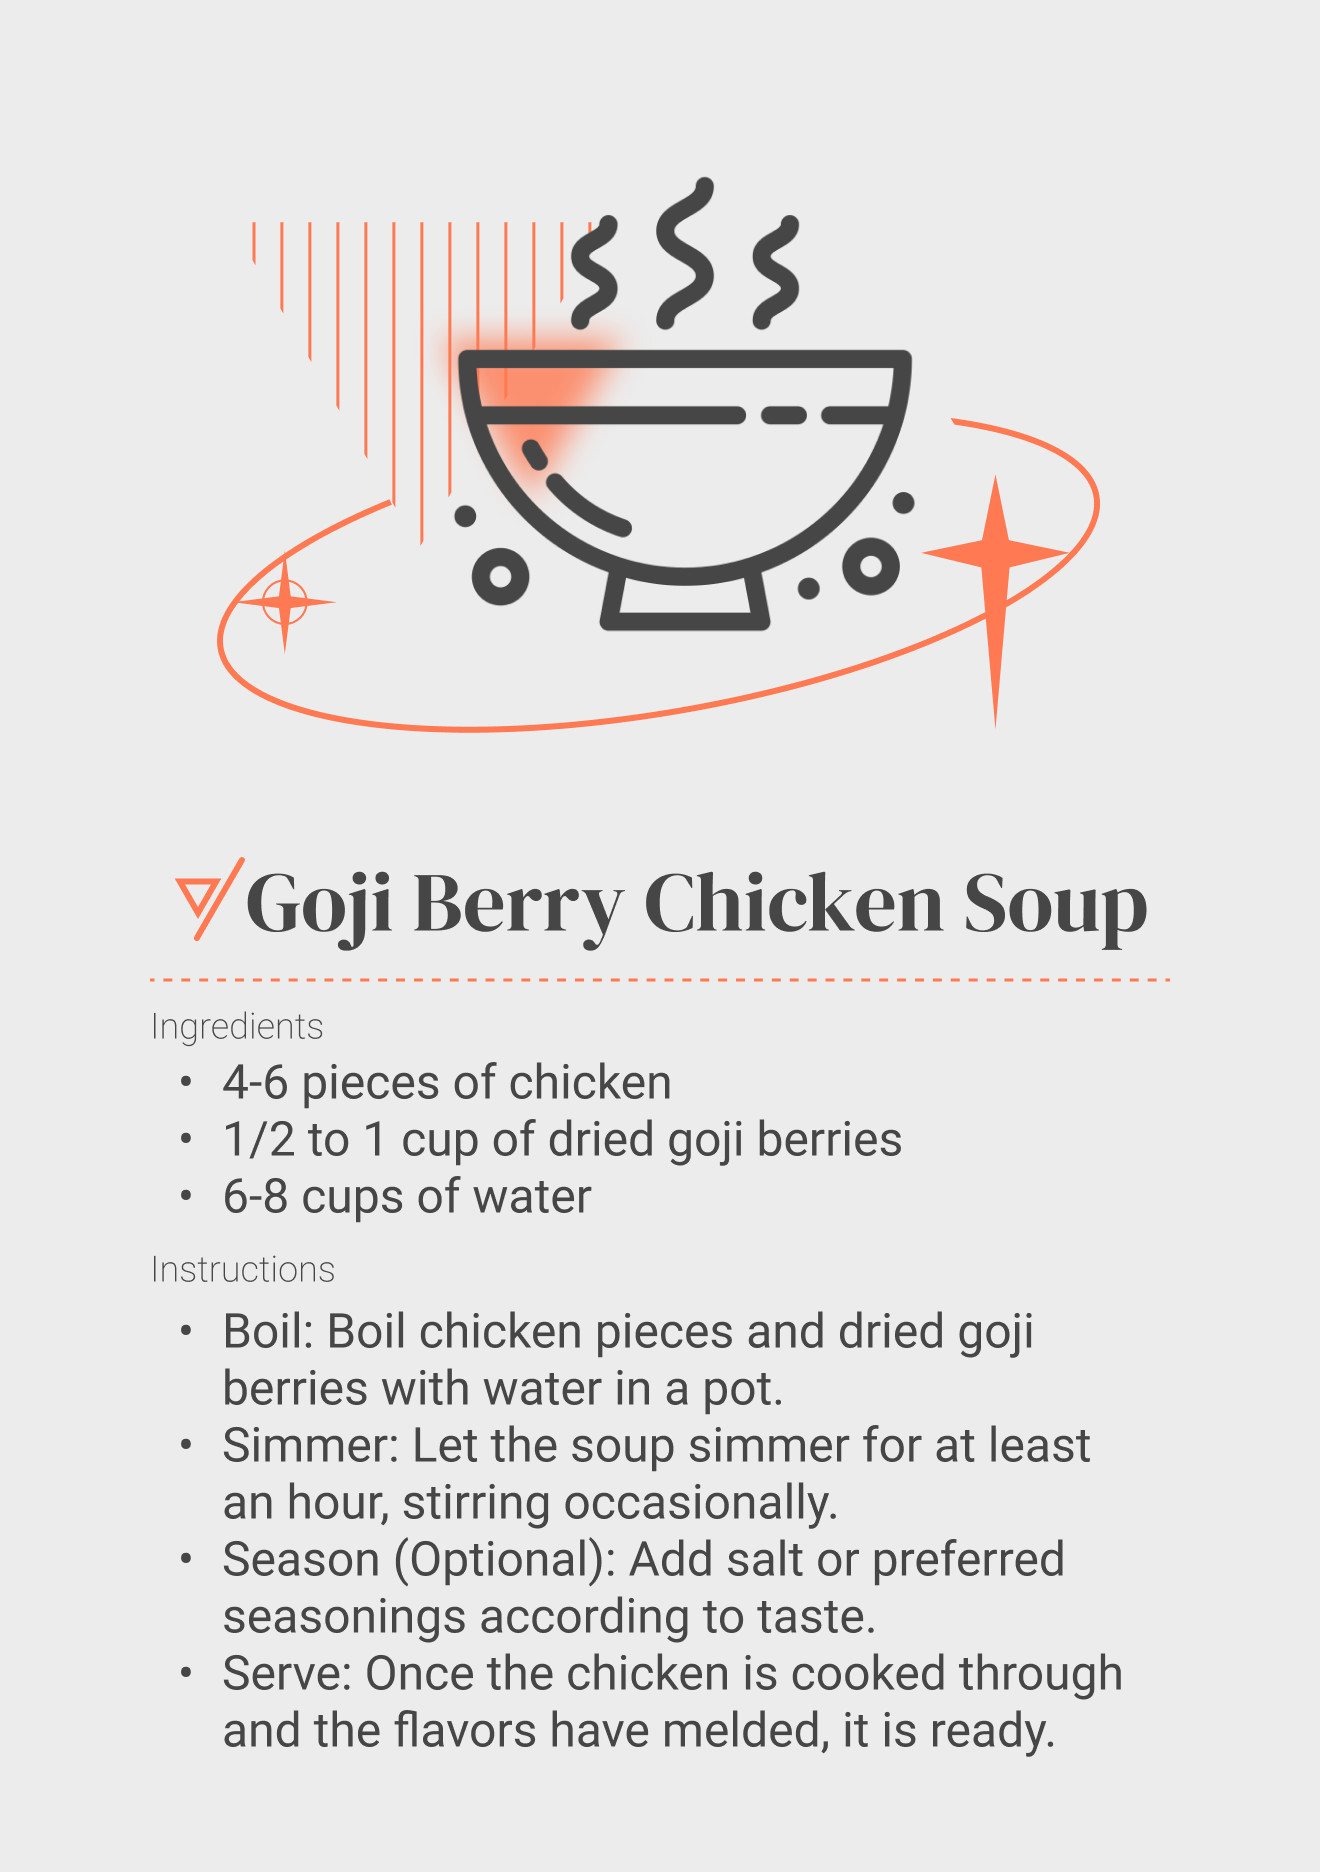 Goji Berry Chicken Soup
Ingredients
• 4-6 pieces of chicken
• 1/2 to 1 cup of dried goji berries
• 6-8 cups of water
Instructions
• Boil: Boil chicken pieces and dried goji
berries with water in a pot.
• Simmer: Let the soup simmer for at least
an hour, stirring occasionally.
• Season (Optional): Add salt or preferred
seasonings according to taste.
• Serve: Once the chicken is cooked through
and the flavors have melded, it is ready.